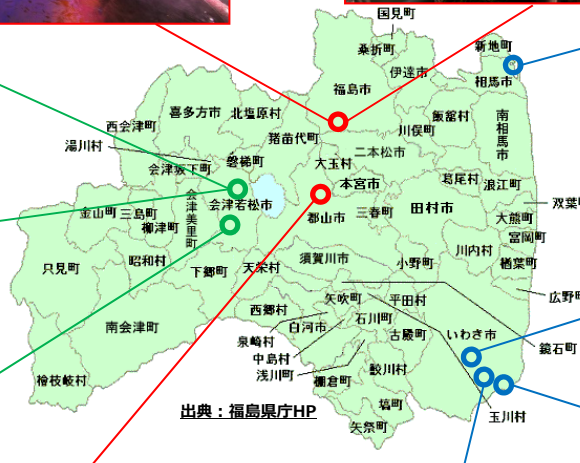 国見町
桑折町
新地町
伊達市
相馬市
福島市
喜多方市
北塩原村
飯舘村
南相馬市
西会津町
猪苗代町
川俣町
湯川村
二本松市
磐梯町
大玉村
会津坂下町
葛尾村
浪江町
本宮市
会津若松市
双葉
金山町
三島町
会津美里町
郡山市
三春町
田村市
大熊町
柳津町
富岡町
川内村
楢葉町
昭和村
須賀川市
小野町
只見町
下郷町
天栄村
広野
矢吹町
平田村
西郷村
石川町
南会津町
白河市
古殿町
いわき市
泉崎村
鏡石町
中島村
浅川町
鮫川村
檜枝岐村
棚倉町
塙町
玉川村
矢祭町
出典：福島県庁HP